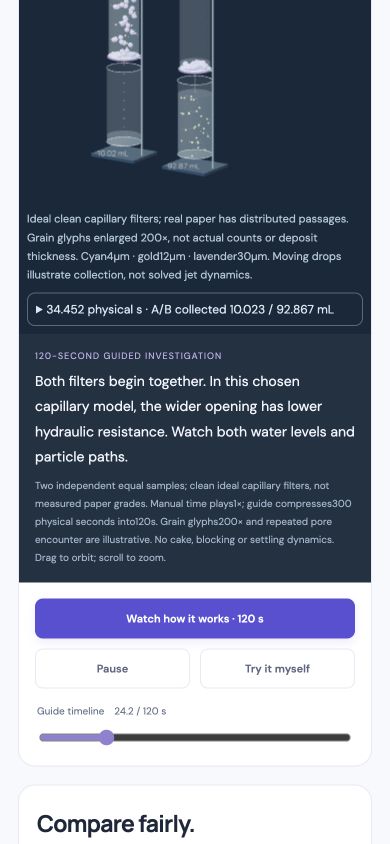 10.02 mL
92.87 mL
Ideal clean capillary filters; real paper has distributed passages.
Grain glyphs enlarged 200×, not actual counts or deposit
thickness. Cyan4μm · gold12μm · lavender30μm. Moving drops
illustrate collection, not solved jet dynamics.
34.452 physical s · A/B collected 10.023 / 92.867 mL
120-SECOND GUIDED INVESTIGATION
Both filters begin together. In this chosen
capillary model, the wider opening has lower
hydraulic resistance. Watch both water levels and
particle paths.
Two independent equal samples; clean ideal capillary filters, not
measured paper grades. Manual time plays1×; guide compresses300
physical seconds into120s. Grain glyphs200× and repeated pore
encounter are illustrative. No cake, blocking or settling dynamics.
Drag to orbit; scroll to zoom.
Watch how it works · 120 s
Pause Try it myself
Guide timeline 24.2 / 120 s
Compare fairly.